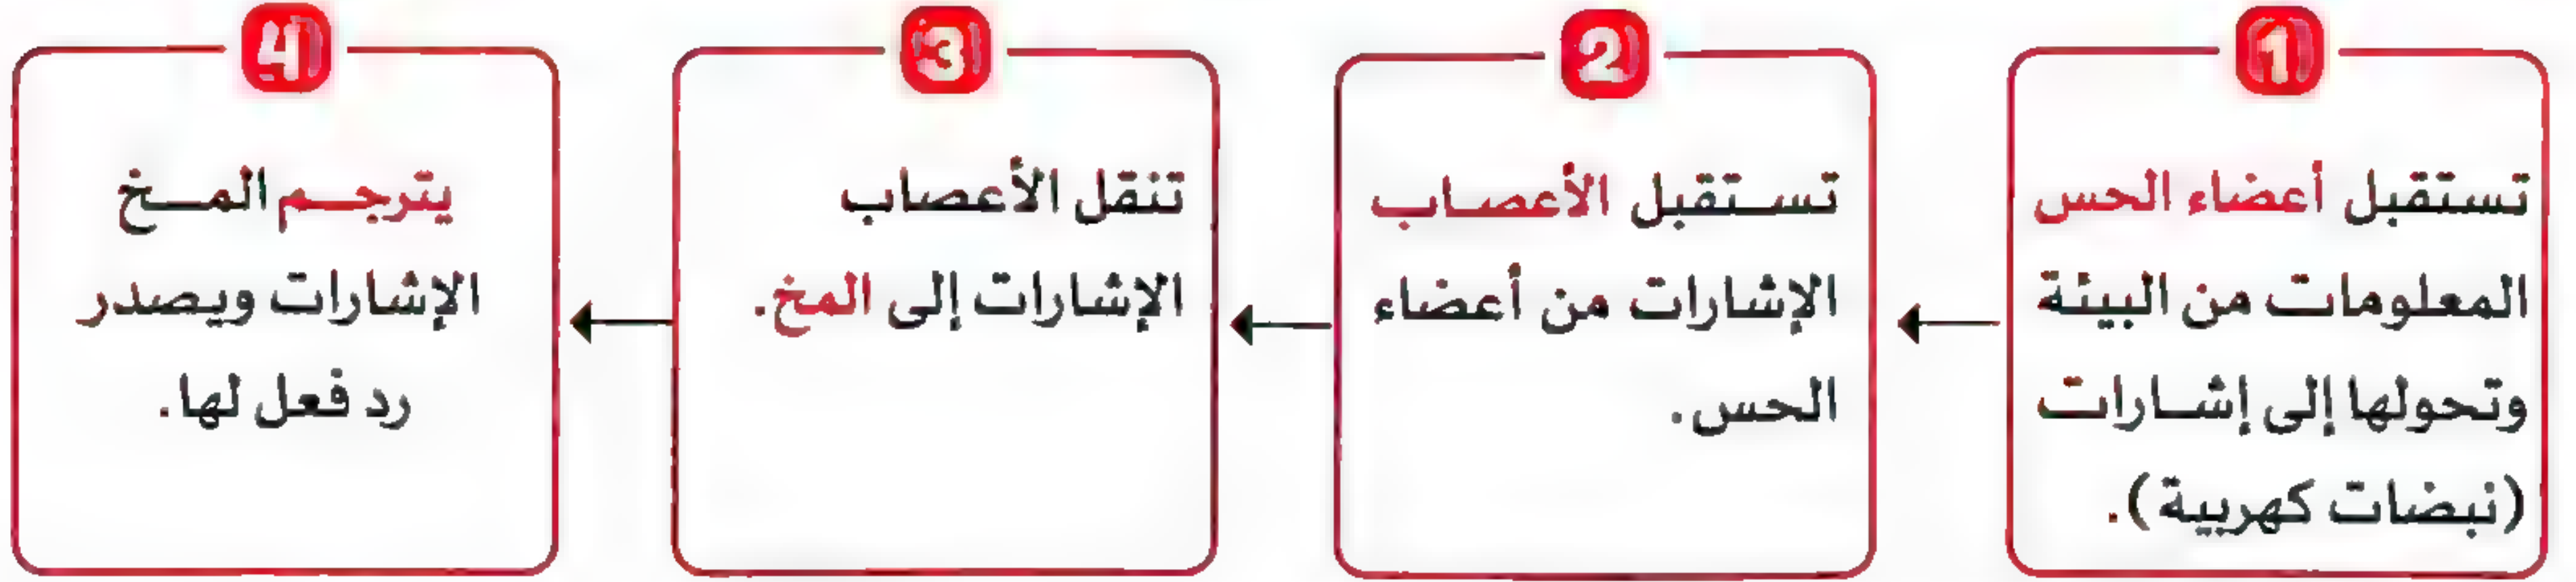 1
تستقبل أعضاء الحس
المعلومات من البيئة
وتحولها إلى إشارات
(نبضات كهربية).
2
تستقبل الأعصاب
الإشارات من أعضاء
الحس.
3
تنقل الأعصاب
الإشارات إلى المخ.
4
يترجم المخ
الإشارات ويصدر
رد فعل لها.